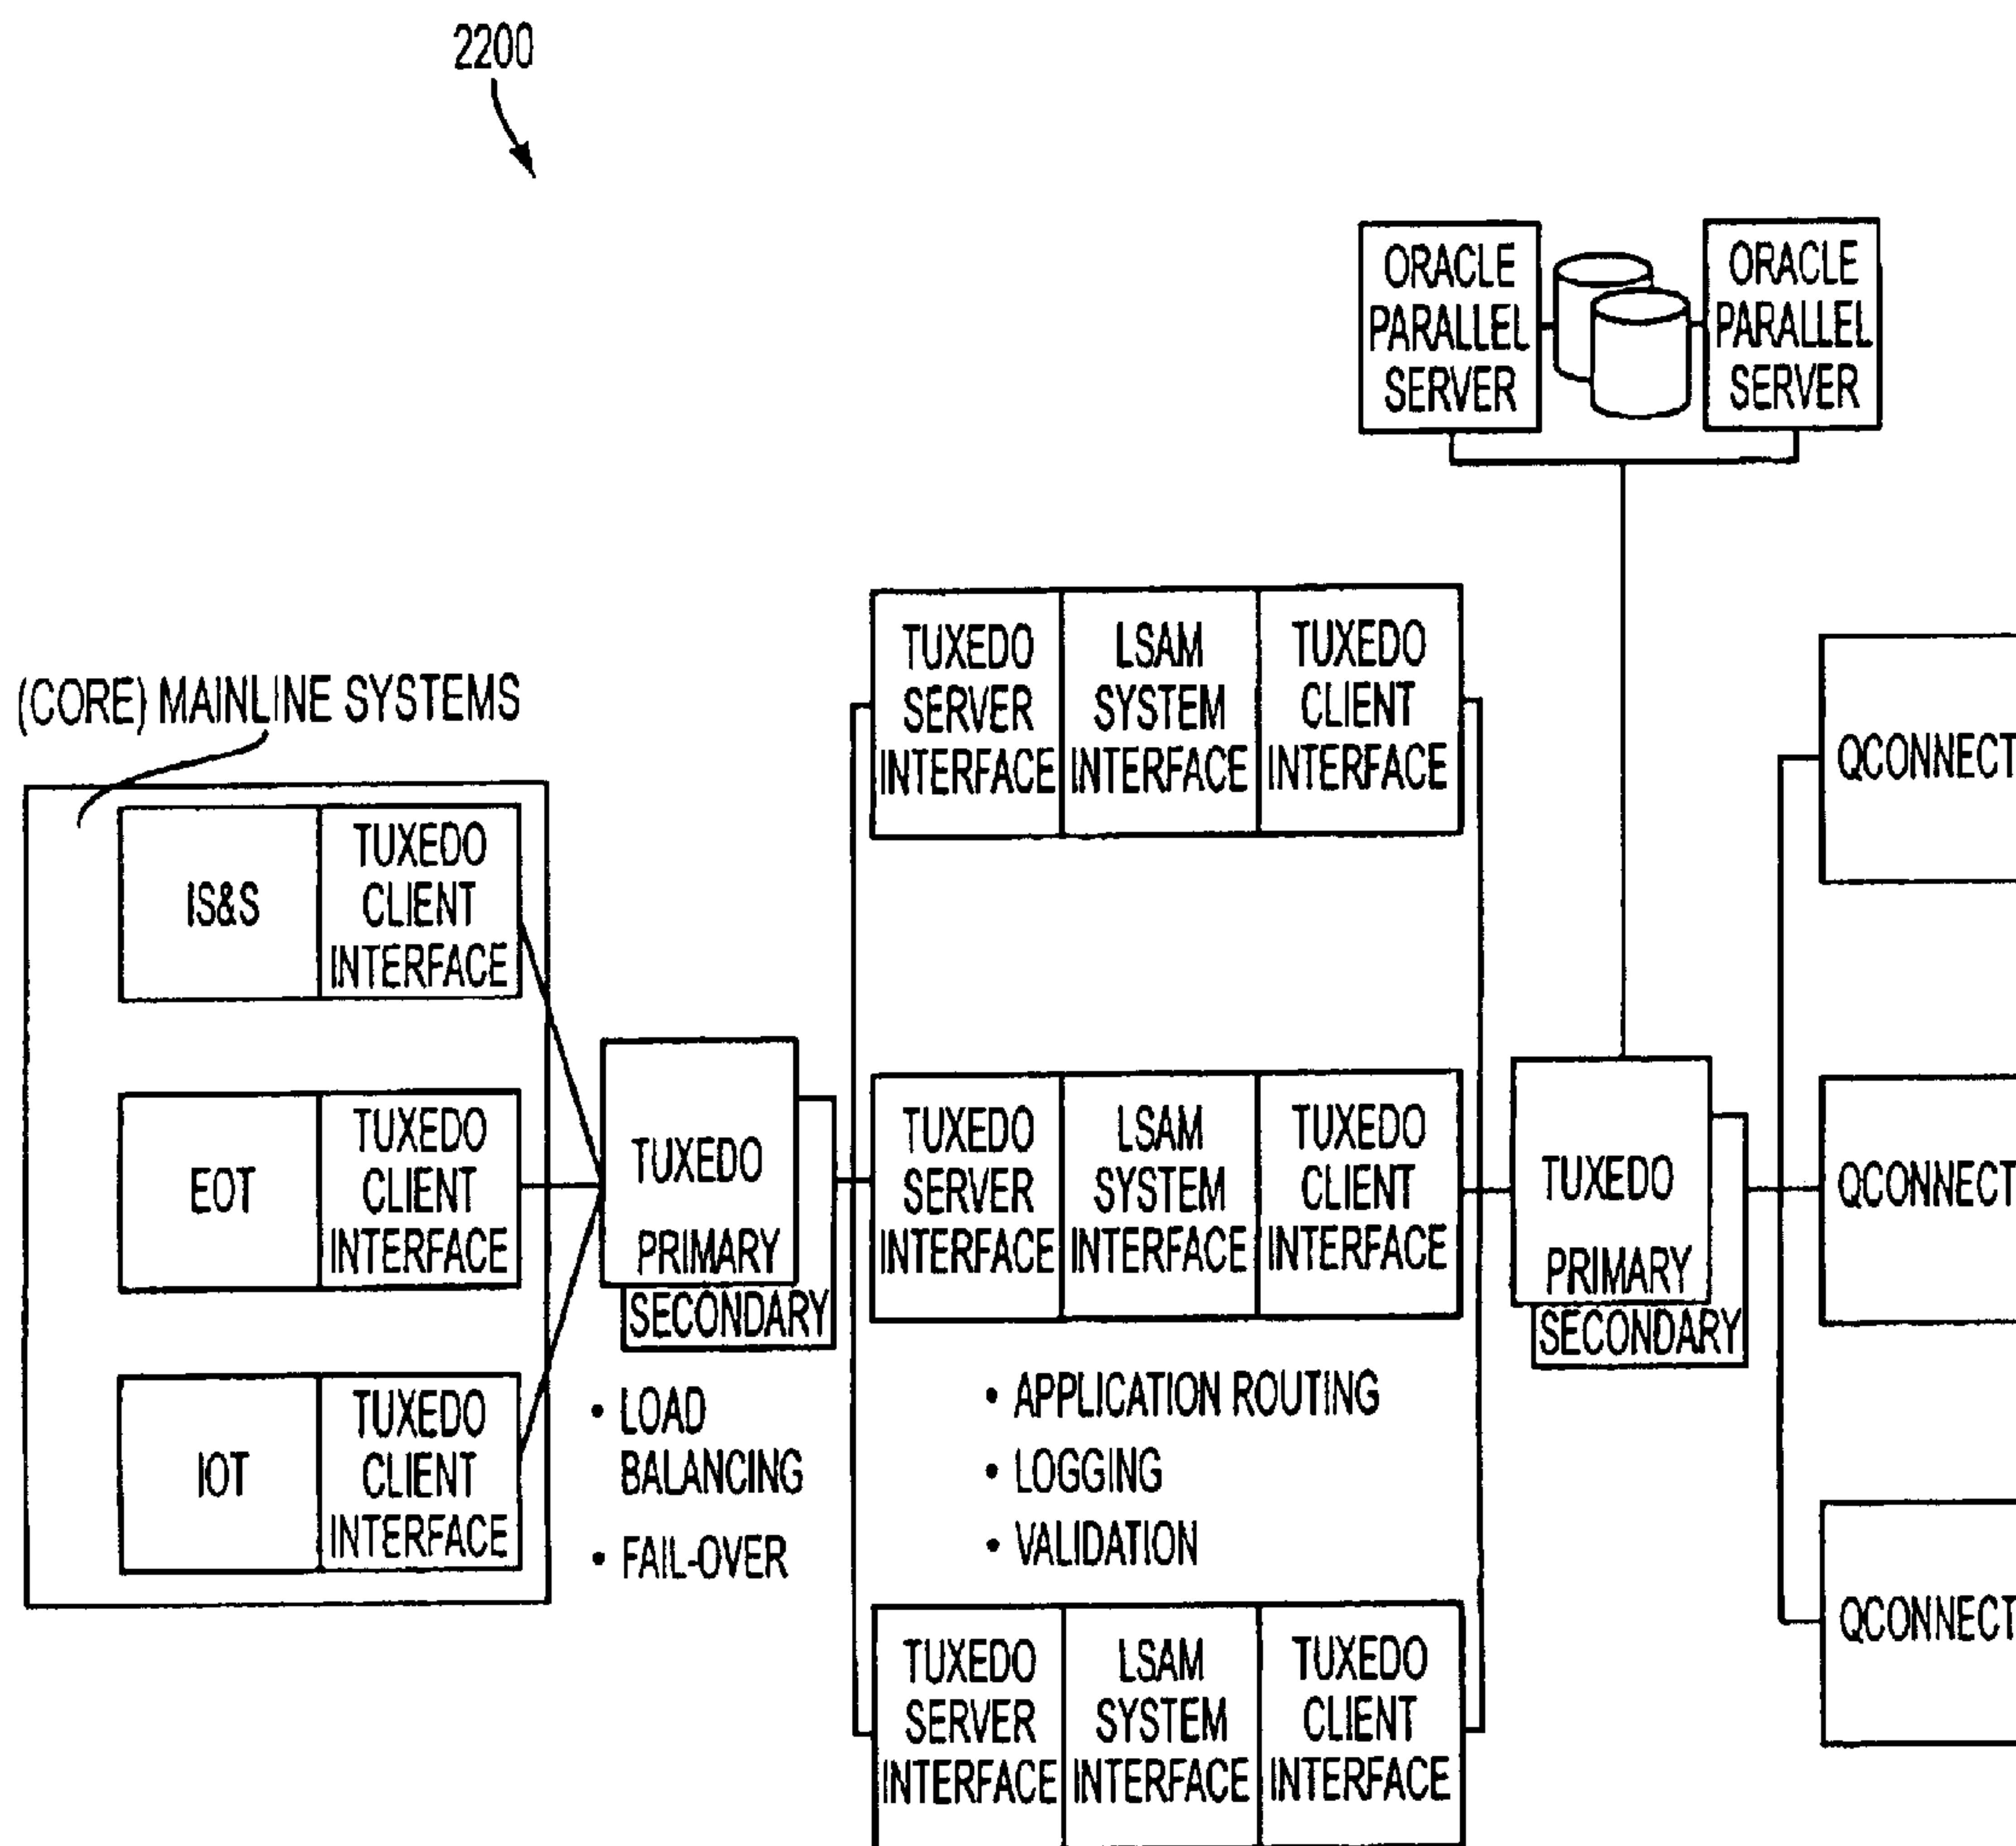 2200
ORACLE
PARALLEL
SERVER
ORACLE
PARALLEL
SERVER
(CORE) MAINLINE SYSTEMS
IS&S
TUXEDO
CLIENT
INTERFACE
EOT
TUXEDO
CLIENT
INTERFACE
IOT
TUXEDO
CLIENT
INTERFACE
TUXEDO
PRIMARY
SECONDARY
• LOAD
BALANCING
• FAIL-OVER
TUXEDO
SERVER
INTERFACE
LSAM
SYSTEM
INTERFACE
TUXEDO
CLIENT
INTERFACE
TUXEDO
SERVER
INTERFACE
LSAM
SYSTEM
INTERFACE
TUXEDO
CLIENT
INTERFACE
• APPLICATION ROUTING
• LOGGING
• VALIDATION
TUXEDO
SERVER
INTERFACE
LSAM
SYSTEM
INTERFACE
TUXEDO
CLIENT
INTERFACE
TUXEDO
PRIMARY
SECONDARY
QCONNECT
QCONNECT
QCONNECT